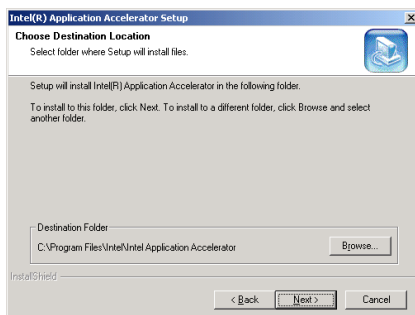 Intel(R) Application Accelerator Setup
Choose Destination Location
Select folder where Setup will install files.
Setup will install Intel(R) Application Accelerator in the following folder.
To install to this folder, click Next. To install to a different folder, click Browse and select
another folder.
Destination Folder
C:\Program Files\Intel\Intel Application Accelerator
Browse...
InstallShield
< Back
Next >
Cancel